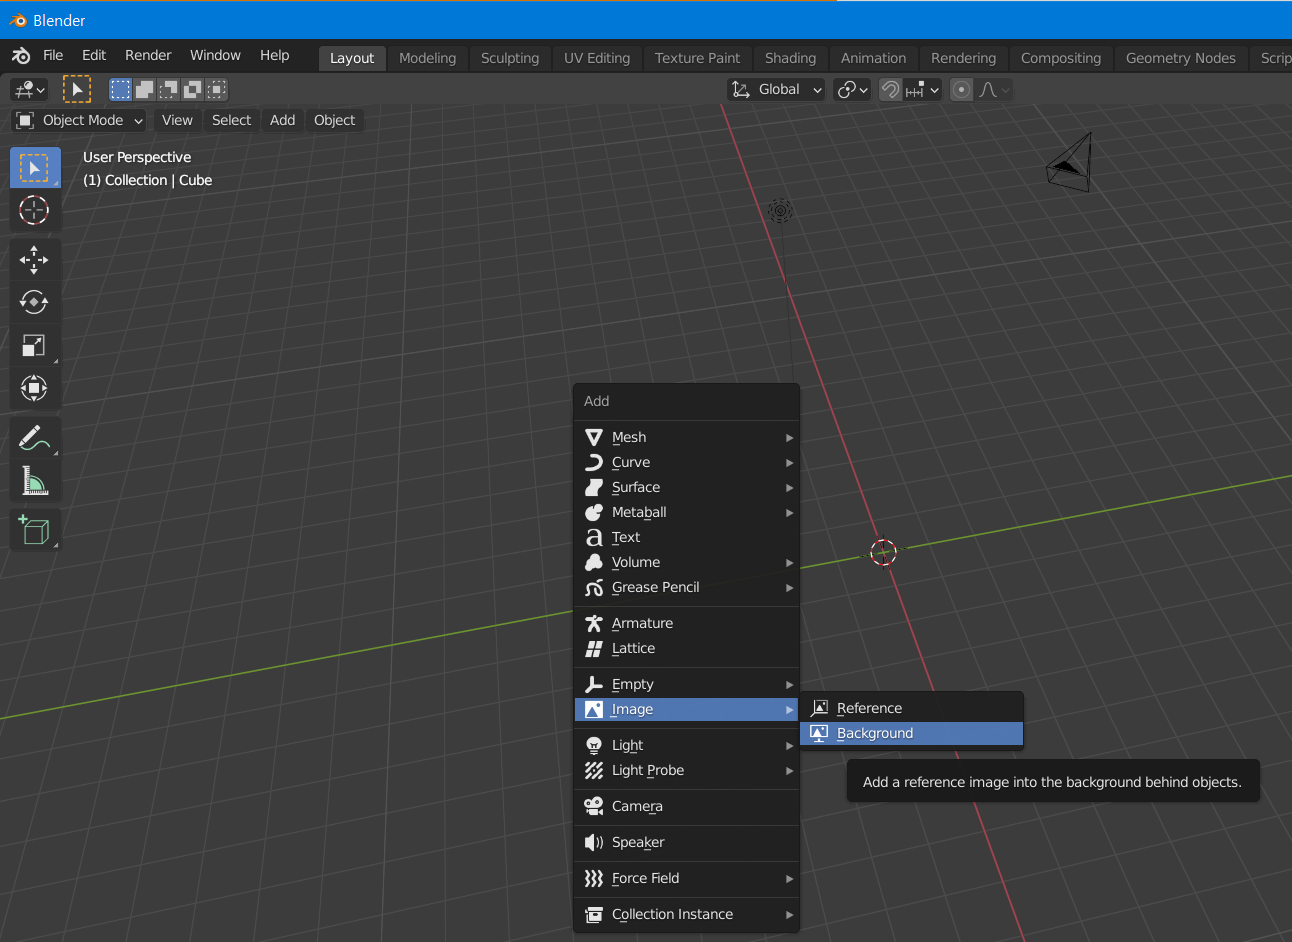 Blender
File Edit Render Window Help Layout Modeling Sculpting UV Editing Texture Paint Shading Animation Rendering Compositing Geometry Nodes Scrip
Global
Object Mode View Select Add Object
User Perspective
(1) Collection | Cube
Add
Mesh
Curve
Surface
Metaball
Text
Volume
Grease Pencil
Armature
Lattice
Empty
Image
Reference
Background
Add a reference image into the background behind objects.
Light
Light Probe
Camera
Speaker
Force Field
Collection Instance